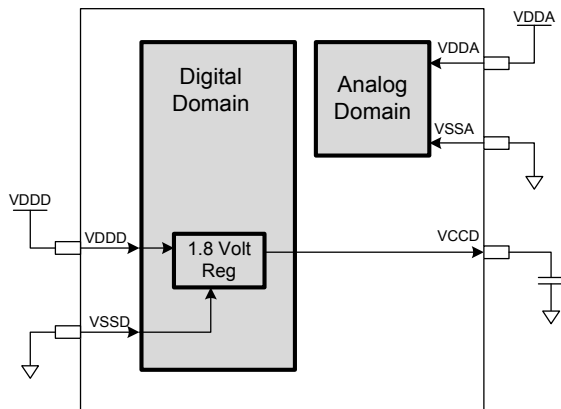 VDDA
VDDA
Digital
Domain
Analog
Domain
VSSA
VDDD
VDDD
1.8 Volt
Reg
VCCD
VSSD